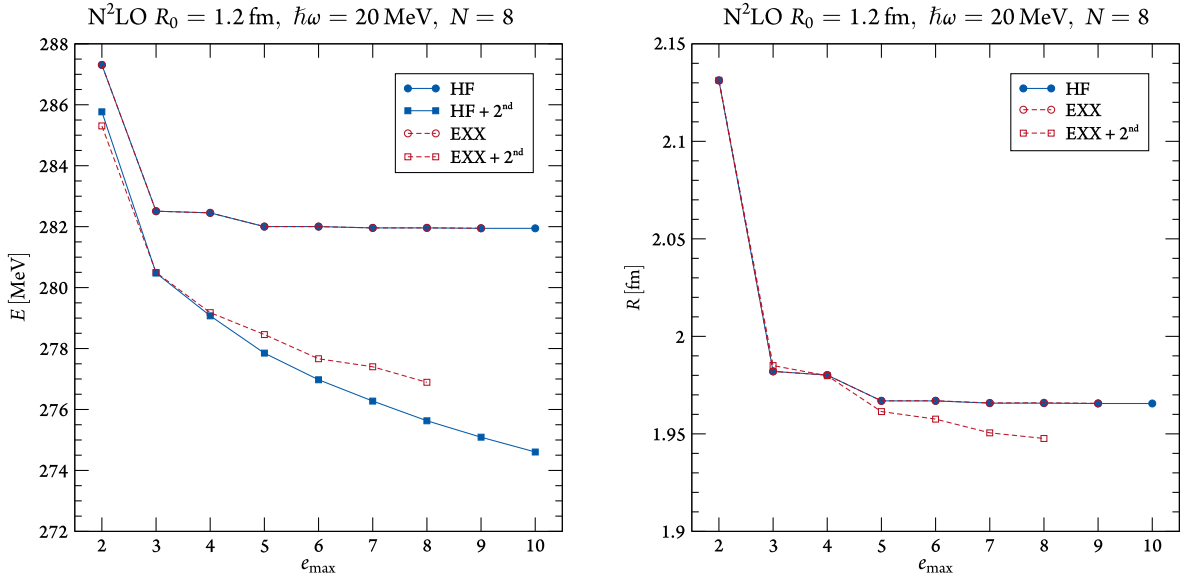 N²LO R₀ = 1.2 fm, ħω = 20 MeV, N = 8
288
286
284
282
280
278
276
274
272
E [MeV]
HF
HF + 2ⁿᵈ
EXX
EXX + 2ⁿᵈ
2 3 4 5 6 7 8 9 10
eₘₐₓ
N²LO R₀ = 1.2 fm, ħω = 20 MeV, N = 8
2.15
2.1
2.05
2
1.95
1.9
R [fm]
HF
EXX
EXX + 2ⁿᵈ
2 3 4 5 6 7 8 9 10
eₘₐₓ